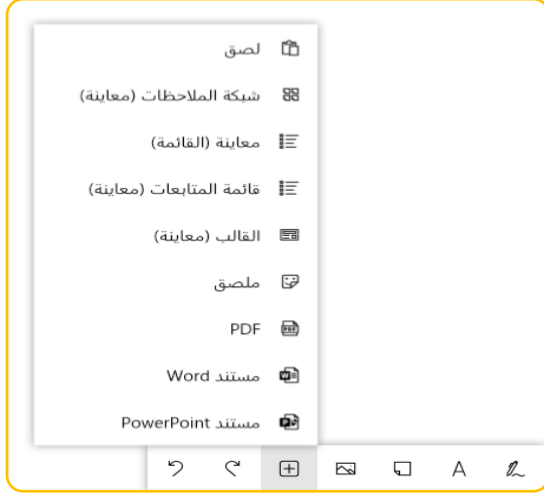 لصق
شبكة الملاحظات (معاينة)
معاينة (القائمة)
قائمة المتابعات (معاينة)
القالب (معاينة)
ملصق
PDF
مستند Word
مستند PowerPoint
A